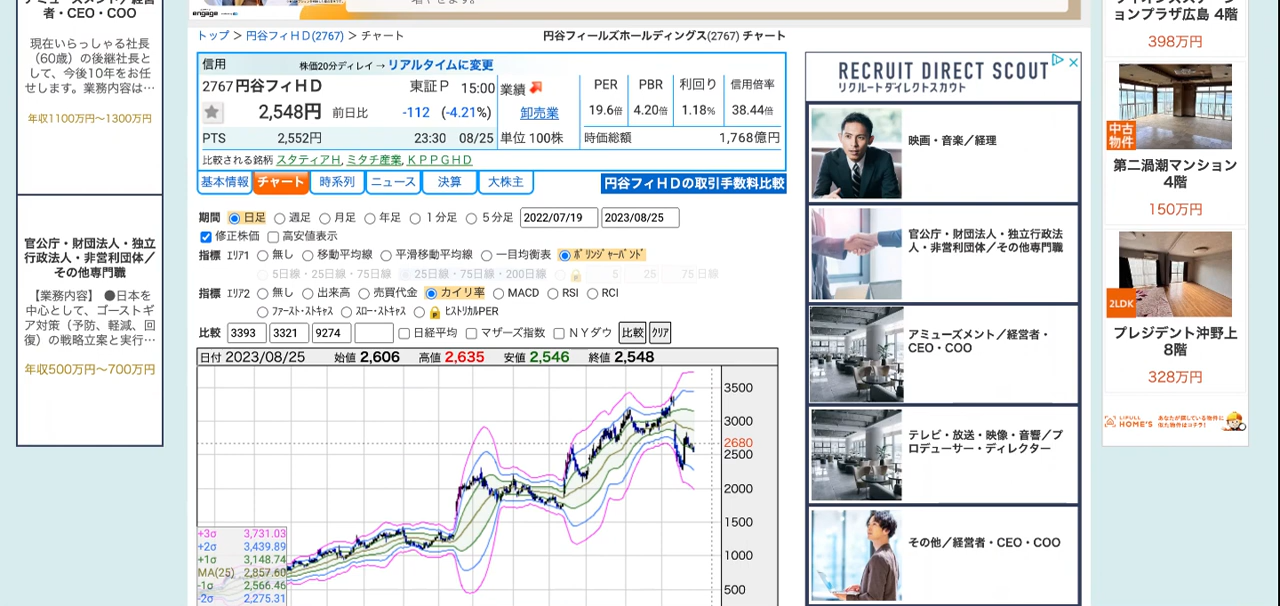 者・CEO・COO
現在いらっしゃる社長
(60歳)の後継社長と
して、今後10年をお任
せします。業務内容は…
年収1100万円～1300万円
官公庁・財団法人・独立
行政法人・非営利団体／
その他専門職
【業務内容】 ●日本を
中心として、ゴーストギ
ア対策（予防、軽減、回
復）の戦略立案と実行…
年収500万円～700万円
engage
トップ > 円谷フィHD(2767) > チャート
円谷フィールズホールディングス(2767) チャート
信用 株価20分ディレイ → リアルタイムに変更
2767 円谷フィＨＤ 東証Ｐ 15:00 業績
2,548円 前日比 -112 (-4.21%) 卸売業
PTS 2,552円 23:30 08/25 単位 100株
PER PBR 利回り 信用倍率
19.6倍 4.20倍 1.18% 38.44倍
時価総額 1,768億円
比較される銘柄 スタティアＨ, ミタチ産業, ＫＰＰＧＨＤ
基本情報 チャート 時系列 ニュース 決算 大株主
円谷フィＨＤの取引手数料比較
期間 日足 週足 月足 年足 １分足 ５分足 2022/07/19 2023/08/25
修正株価 高安値表示
指標 ｴﾘｱ1 無し 移動平均線 平滑移動平均線 一目均衡表 ﾎﾞﾘﾝｼﾞｬｰﾊﾞﾝﾄﾞ
5日線・25日線・75日線 25日線・75日線・200日線 5 25 75 日線
指標 ｴﾘｱ2 無し 出来高 売買代金 カイリ率 MACD RSI RCI
ﾌｧｰｽﾄ･ｽﾄｷｬｽ ｽﾛｰ･ｽﾄｷｬｽ ﾋｽﾄﾘｶﾙPER
比較 3393 3321 9274 日経平均 マザーズ指数 ＮＹダウ 比較 ｸﾘｱ
日付 2023/08/25 始値 2,606 高値 2,635 安値 2,546 終値 2,548
3500
3000
2680
2500
2000
1500
1000
500
+3σ 3,731.03
+2σ 3,439.89
+1σ 3,148.74
MA(25) 2,857.60
-1σ 2,566.46
-2σ 2,275.31
RECRUIT DIRECT SCOUT
リクルートダイレクトスカウト
映画・音楽／経理
官公庁・財団法人・独立行政法
人・非営利団体／その他専門職
アミューズメント／経営者・
CEO・COO
テレビ・放送・映像・音響／プ
ロデューサー・ディレクター
その他／経営者・CEO・COO
ョンプラザ広島 4階
398万円
中古
物件
第二渦潮マンション
4階
150万円
2LDK
プレジデント沖野上
8階
328万円
LIFULL
HOME'S
あなたが探している物件に
似た物件はコチラ!